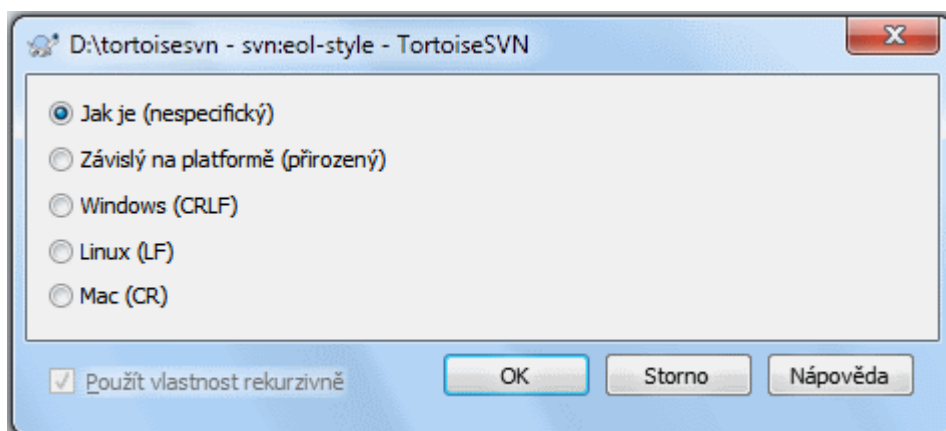 D:\tortoisesvn - svn:eol-style - TortoiseSVN
Jak je (nespecifický)
Závislý na platformě (přirozený)
Windows (CRLF)
Linux (LF)
Mac (CR)
Použít vlastnost rekurzivně
OK
Storno
Nápověda